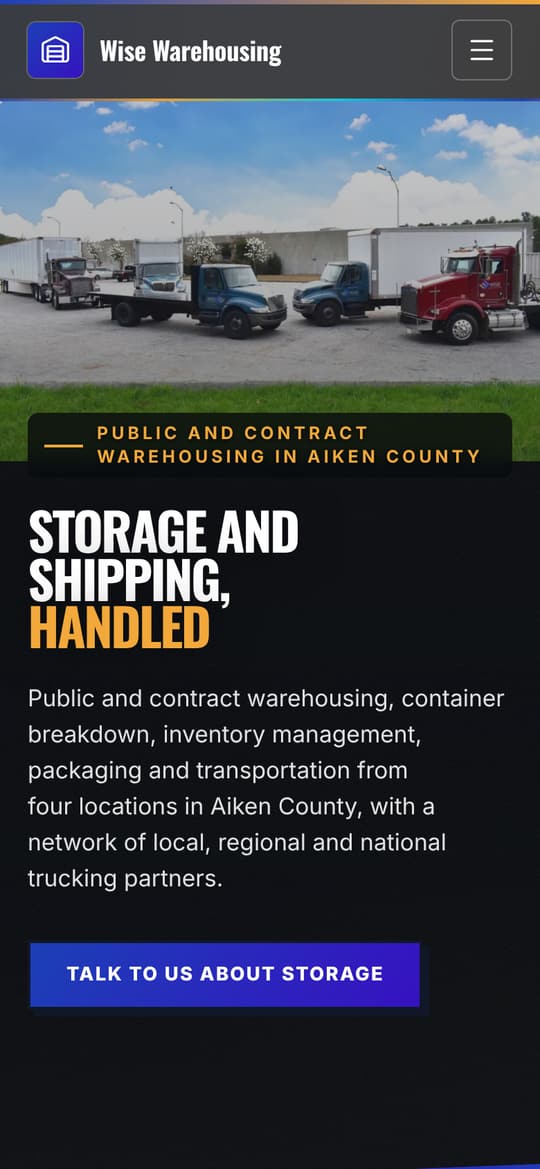 Wise Warehousing
PUBLIC AND CONTRACT
WAREHOUSING IN AIKEN COUNTY
STORAGE AND
SHIPPING,
HANDLED
Public and contract warehousing, container
breakdown, inventory management,
packaging and transportation from
four locations in Aiken County, with a
network of local, regional and national
trucking partners.
TALK TO US ABOUT STORAGE